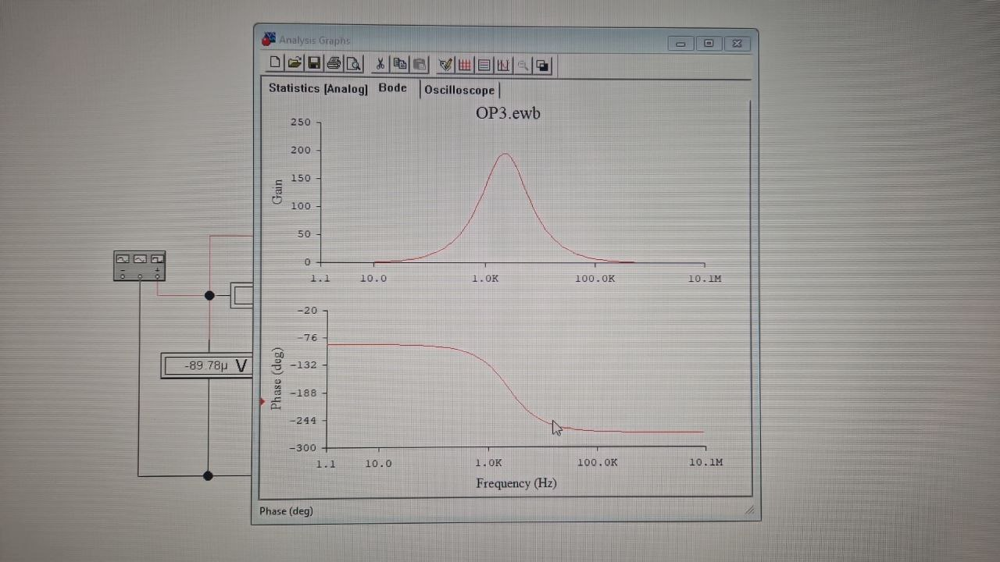 Analysis Graphs
Statistics [Analog] Bode Oscilloscope
OP3.ewb
250
200
150
100
50
0
Gain
1.1 10.0 1.0K 100.0K 10.1M
-20
-76
-132
-188
-244
-300
Phase (deg)
1.1 10.0 1.0K 100.0K 10.1M
Frequency (Hz)
Phase (deg)
-89.78µ V